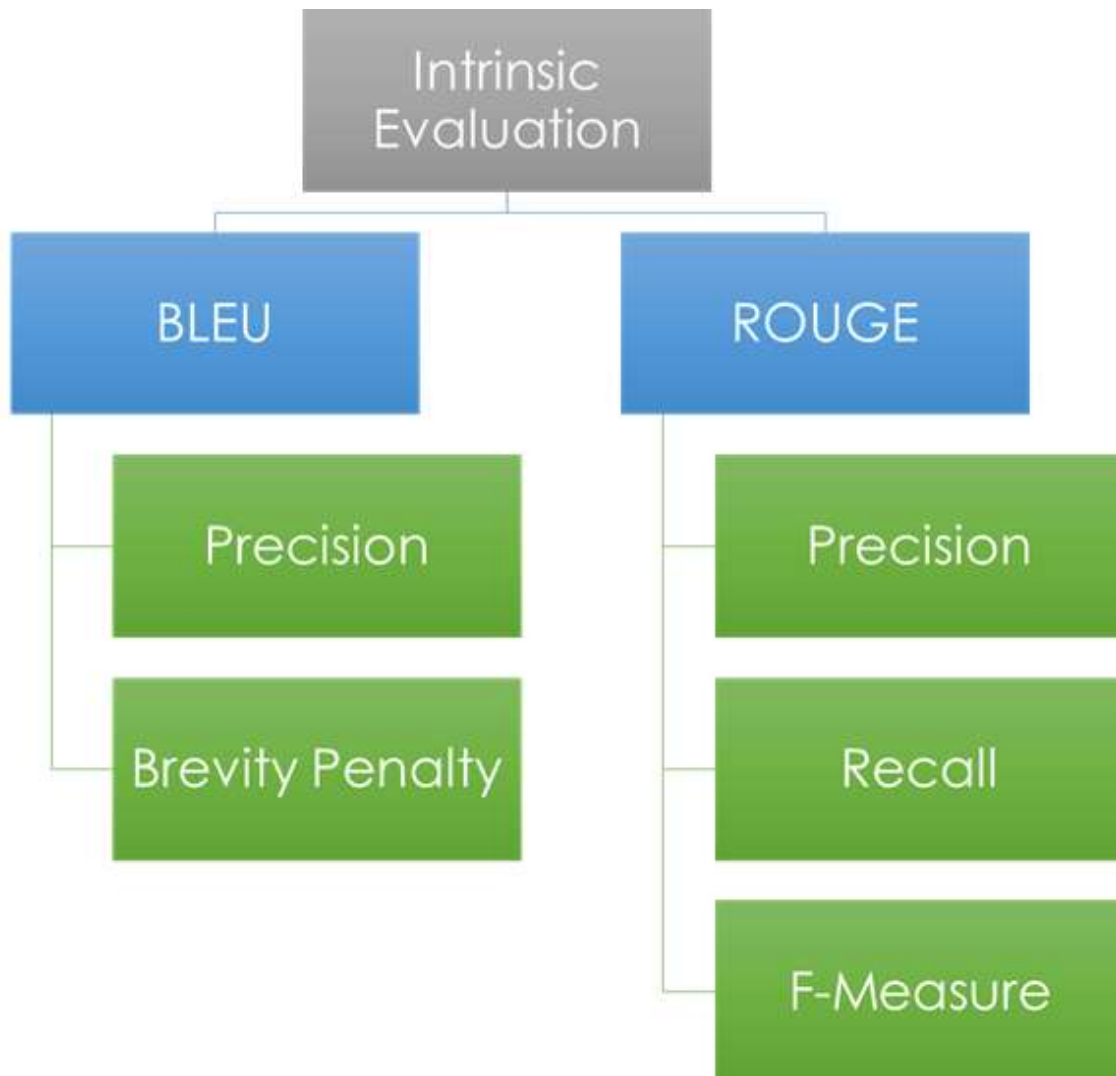 Intrinsic
Evaluation
BLEU
Precision
Brevity Penalty
ROUGE
Precision
Recall
F-Measure